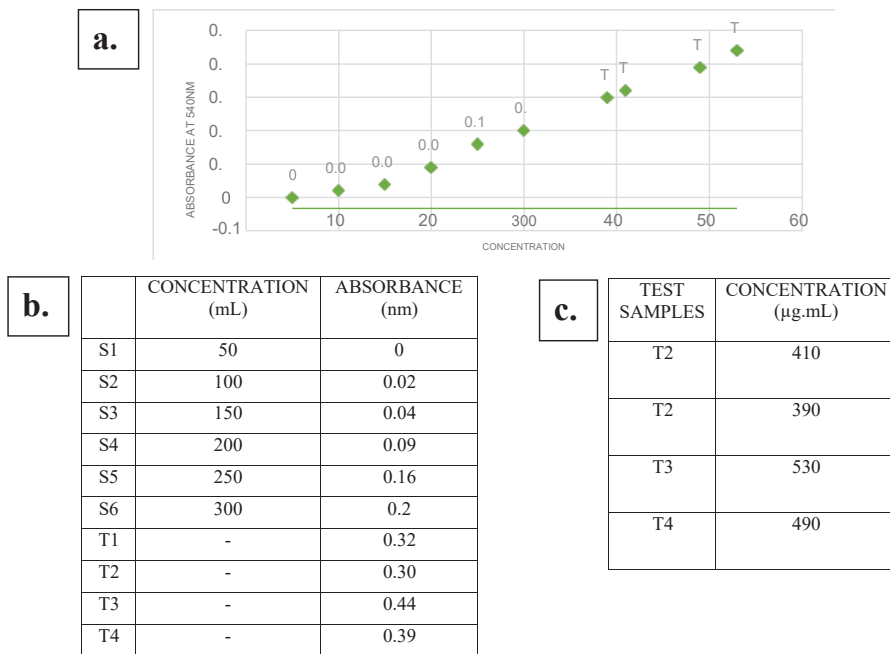 a.
0.
0.
0.
0.
0.
0
-0.1
ABSORBANCE AT 540NM
0
0.0
0.0
0.0
0.1
0.
T
T
T
T
10
20
300
40
50
60
CONCENTRATION
b.
CONCENTRATION (mL) ABSORBANCE (nm)
S1 50 0
S2 100 0.02
S3 150 0.04
S4 200 0.09
S5 250 0.16
S6 300 0.2
T1 - 0.32
T2 - 0.30
T3 - 0.44
T4 - 0.39
c.
TEST SAMPLES CONCENTRATION (µg.mL)
T2 410
T2 390
T3 530
T4 490